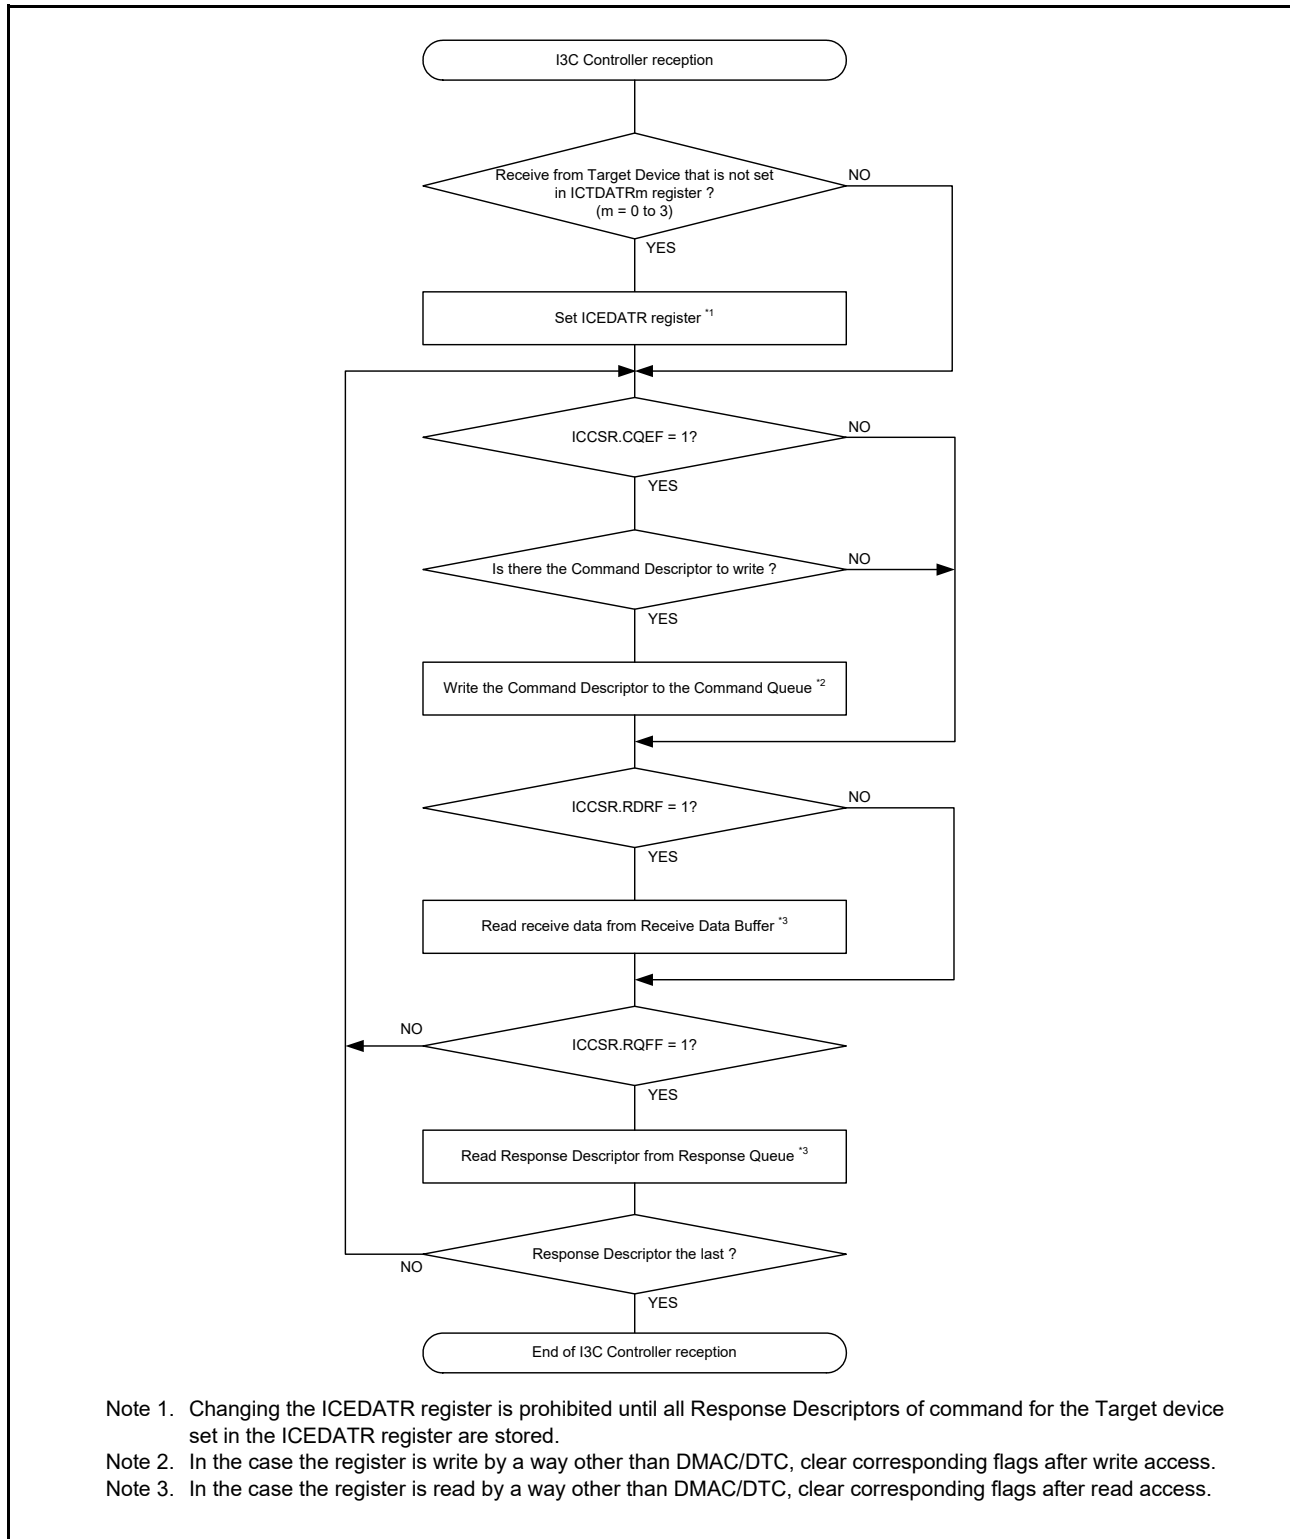 I3C Controller reception
Receive from Target Device that is not set
in ICTDATRm register ?
(m = 0 to 3)
NO
YES
Set ICEDATR register *1
ICCSR.CQEF = 1?
NO
YES
Is there the Command Descriptor to write ?
NO
YES
Write the Command Descriptor to the Command Queue *2
ICCSR.RDRF = 1?
NO
YES
Read receive data from Receive Data Buffer *3
NO
ICCSR.RQFF = 1?
YES
Read Response Descriptor from Response Queue *3
Response Descriptor the last ?
NO
YES
End of I3C Controller reception
Note 1. Changing the ICEDATR register is prohibited until all Response Descriptors of command for the Target device
set in the ICEDATR register are stored.
Note 2. In the case the register is write by a way other than DMAC/DTC, clear corresponding flags after write access.
Note 3. In the case the register is read by a way other than DMAC/DTC, clear corresponding flags after read access.